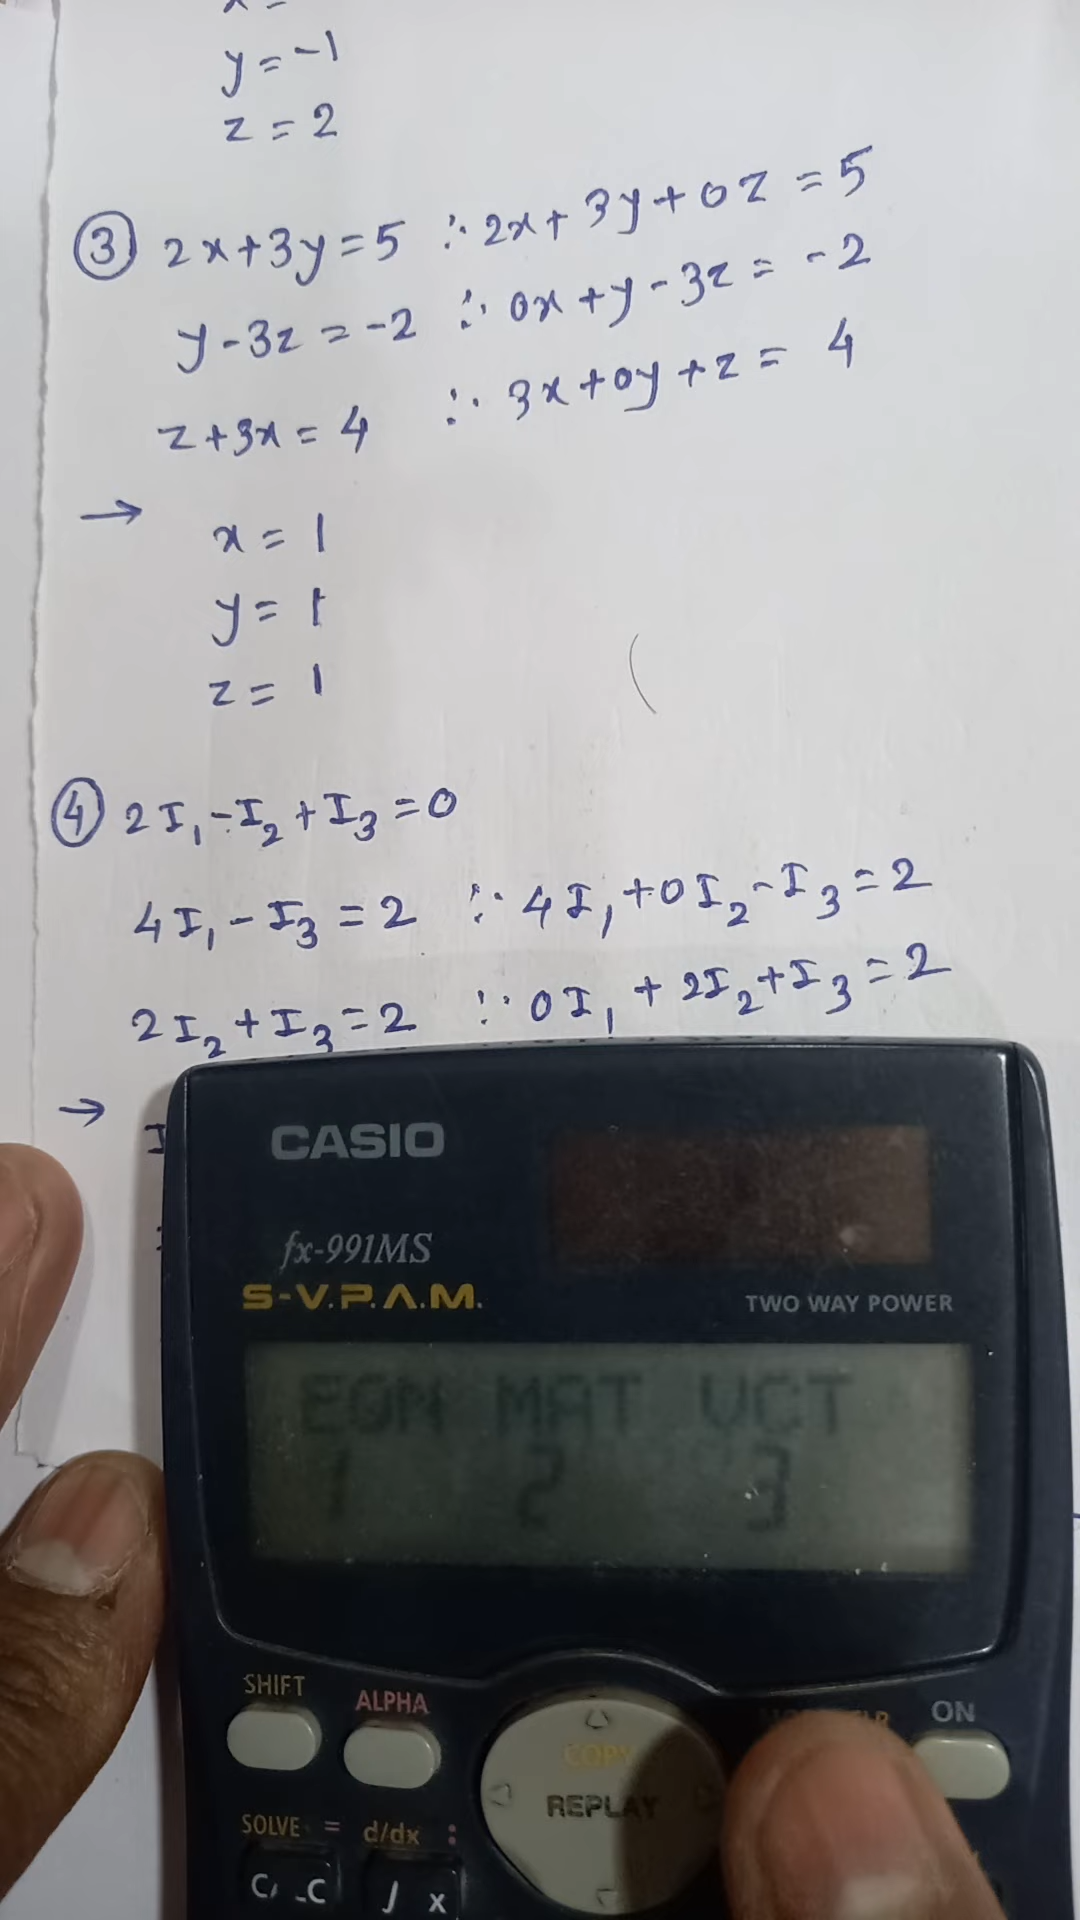 y = -1
z = 2
③ 2x+3y=5 ∴ 2x+3y+0z=5
y-3z=-2 ∴ 0x+y-3z=-2
z+3x=4 ∴ 3x+0y+z=4
→ x=1
y=1
z=1
④ 2I₁-I₂+I₃=0
4I₁-I₃=2 ∴ 4I₁+0I₂-I₃=2
2I₂+I₃=2 ∴ 0I₁+2I₂+I₃=2
→ I
CASIO
fx-991MS
S-V.P.A.M.
TWO WAY POWER
EQN MAT VCT
1 2 3
SHIFT
ALPHA
ON
COPY
REPLAY
SOLVE = d/dx :